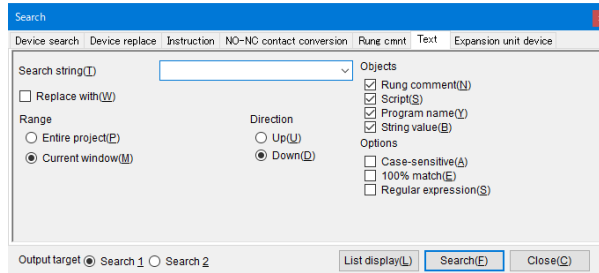 Search
Device search Device replace Instruction NO-NC contact conversion Rung cmnt Text Expansion unit device
Search string(T)
Replace with(W)
Range
Entire project(P)
Current window(M)
Direction
Up(U)
Down(D)
Objects
Rung comment(N)
Script(S)
Program name(Y)
String value(B)
Options
Case-sensitive(A)
100% match(E)
Regular expression(S)
Output target Search 1 Search 2 List display(L) Search(F) Close(C)